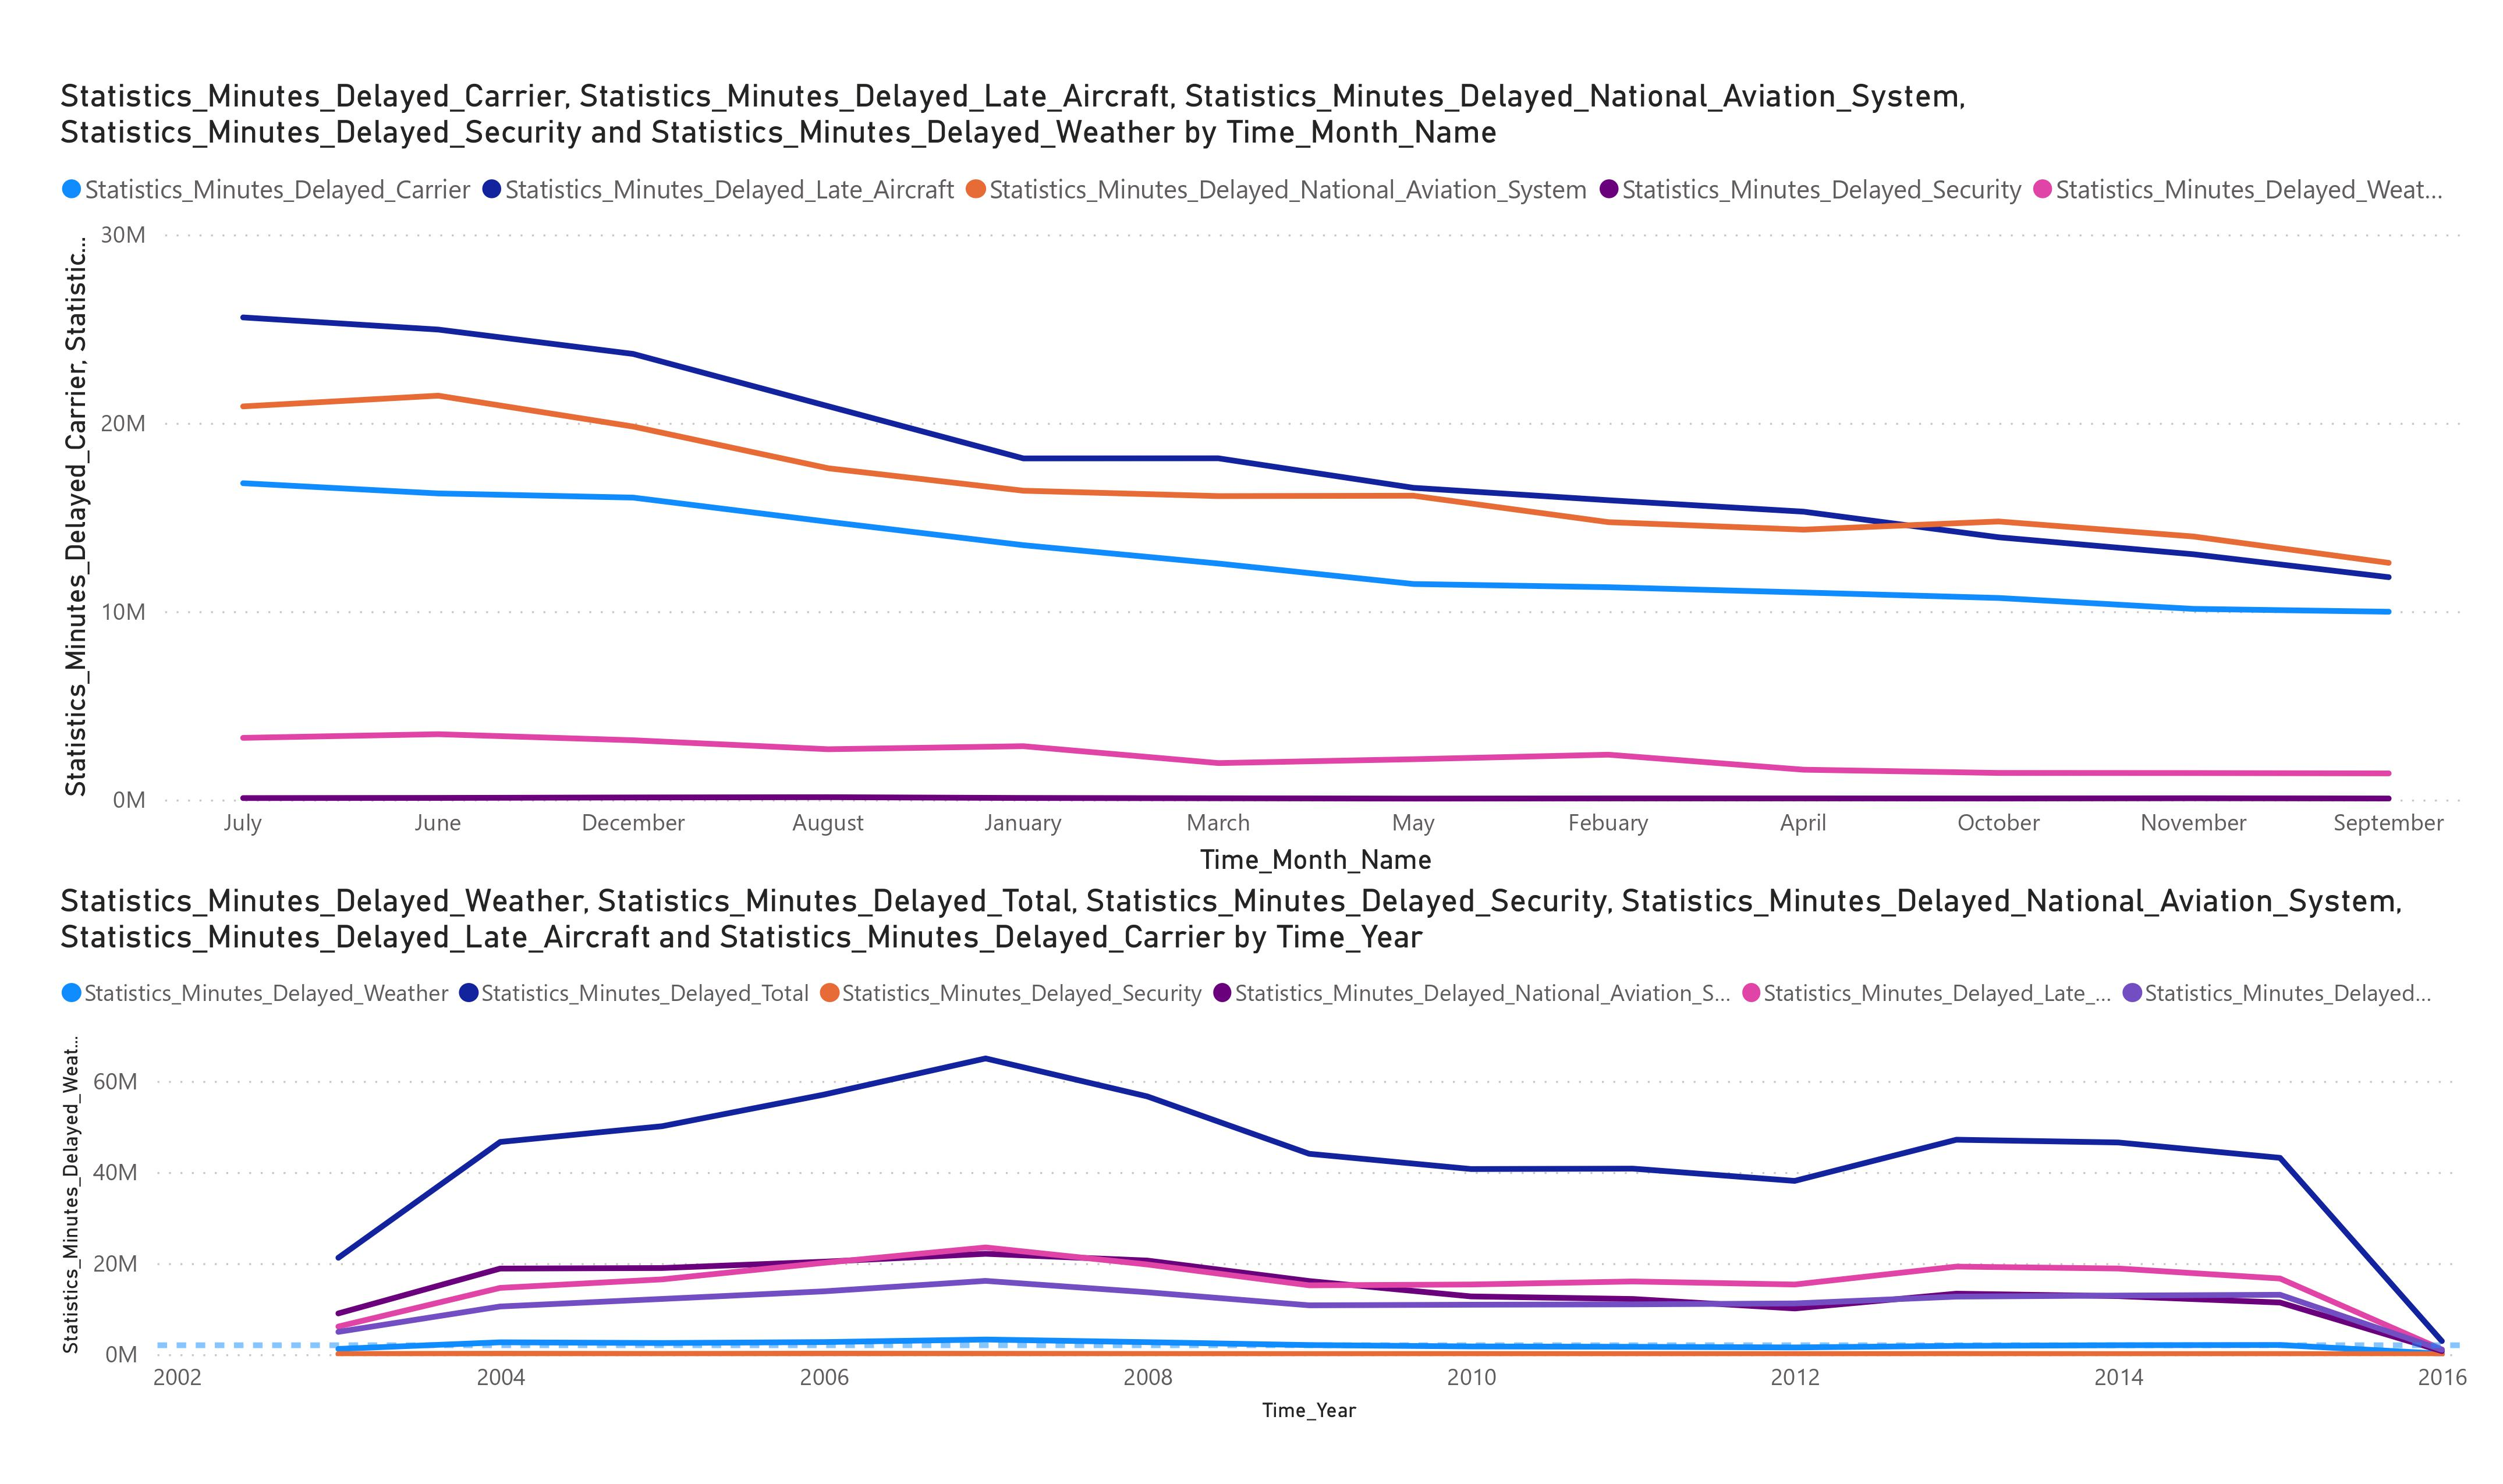 Statistics_Minutes_Delayed_Carrier, Statistics_Minutes_Delayed_Late_Aircraft, Statistics_Minutes_Delayed_National_Aviation_System,
Statistics_Minutes_Delayed_Security and Statistics_Minutes_Delayed_Weather by Time_Month_Name
Statistics_Minutes_Delayed_Carrier Statistics_Minutes_Delayed_Late_Aircraft Statistics_Minutes_Delayed_National_Aviation_System Statistics_Minutes_Delayed_Security Statistics_Minutes_Delayed_Weat...
Statistics_Minutes_Delayed_Carrier, Statistic...
30M
20M
10M
0M
July June December August January March May Febuary April October November September
Time_Month_Name
Statistics_Minutes_Delayed_Weather, Statistics_Minutes_Delayed_Total, Statistics_Minutes_Delayed_Security, Statistics_Minutes_Delayed_National_Aviation_System,
Statistics_Minutes_Delayed_Late_Aircraft and Statistics_Minutes_Delayed_Carrier by Time_Year
Statistics_Minutes_Delayed_Weather Statistics_Minutes_Delayed_Total Statistics_Minutes_Delayed_Security Statistics_Minutes_Delayed_National_Aviation_S... Statistics_Minutes_Delayed_Late_... Statistics_Minutes_Delayed...
Statistics_Minutes_Delayed_Weat...
60M
40M
20M
0M
2002 2004 2006 2008 2010 2012 2014 2016
Time_Year